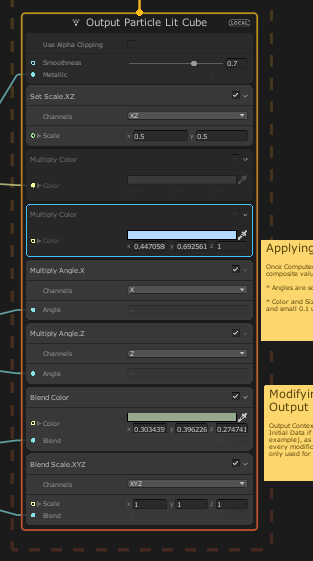 Output Particle Lit Cube LOCAL
Use Alpha Clipping
Smoothness 0.7
Metallic
Set Scale.XZ
Channels XZ
Scale x 0.5 y 0.5
Multiply Color
Color
Multiply Color
Color
x 0.447058 y 0.692561 z 1
Multiply Angle.X
Channels X
Angle
Multiply Angle.Z
Channels Z
Angle
Blend Color
Color
x 0.303435 y 0.396226 z 0.274741
Blend
Blend Scale.XYZ
Channels XYZ
Scale x 1 y 1 z 1
Blend
Applying
Once Compute
composite valu
* Angles are sc
* Color and Siz
and small 0.1 u
Modifyin
Output
Output Contex
Initial Data if
example), as
every modific
only used for